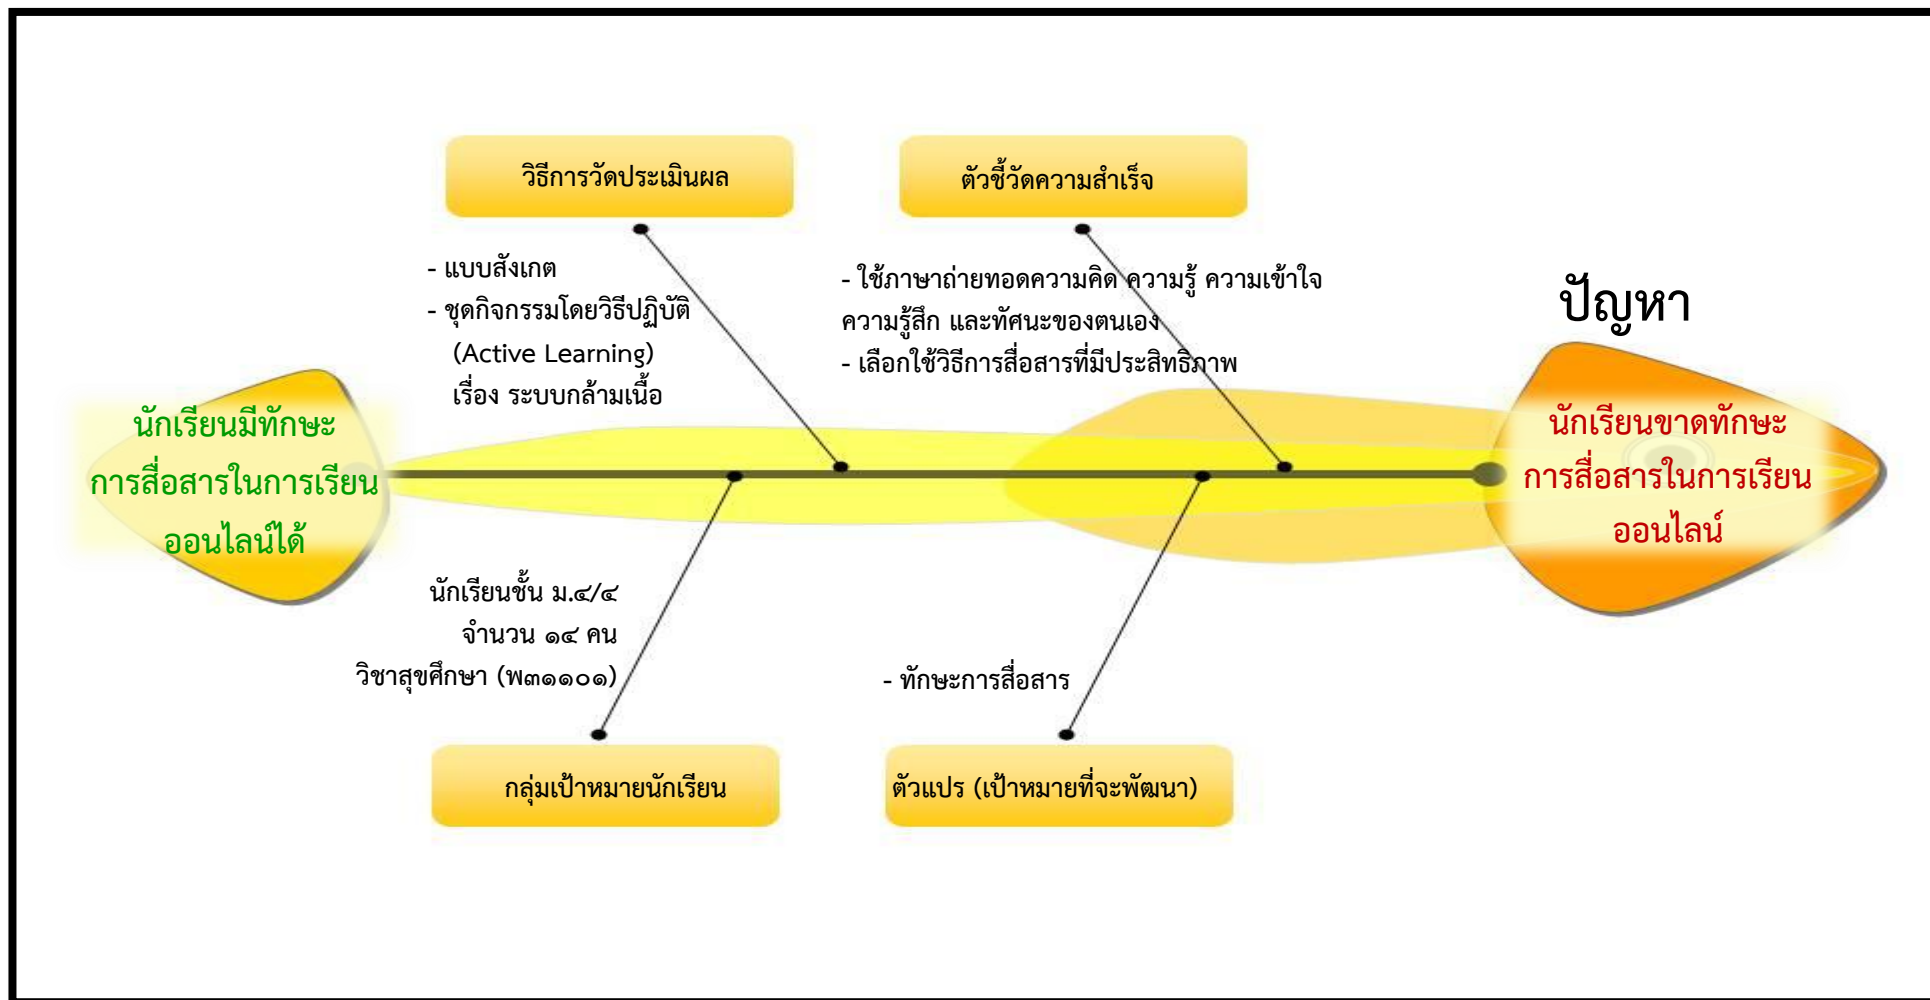 วิธีการวัดประเมินผล
ตัวชี้วัดความสำเร็จ
- แบบสังเกต
- ชุดกิจกรรมโดยวิธีปฏิบัติ
(Active Learning)
เรื่อง ระบบกล้ามเนื้อ
- ใช้ภาษาถ่ายทอดความคิด ความรู้ ความเข้าใจ
ความรู้สึก และทัศนะของตนเอง
- เลือกใช้วิธีการสื่อสารที่มีประสิทธิภาพ
ปัญหา
นักเรียนมีทักษะ
การสื่อสารในการเรียน
ออนไลน์ได้
นักเรียนขาดทักษะ
การสื่อสารในการเรียน
ออนไลน์
นักเรียนชั้น ม.๔/๔
จำนวน ๑๔ คน
วิชาสุขศึกษา (พ๓๑๑๐๑)
- ทักษะการสื่อสาร
กลุ่มเป้าหมายนักเรียน
ตัวแปร (เป้าหมายที่จะพัฒนา)